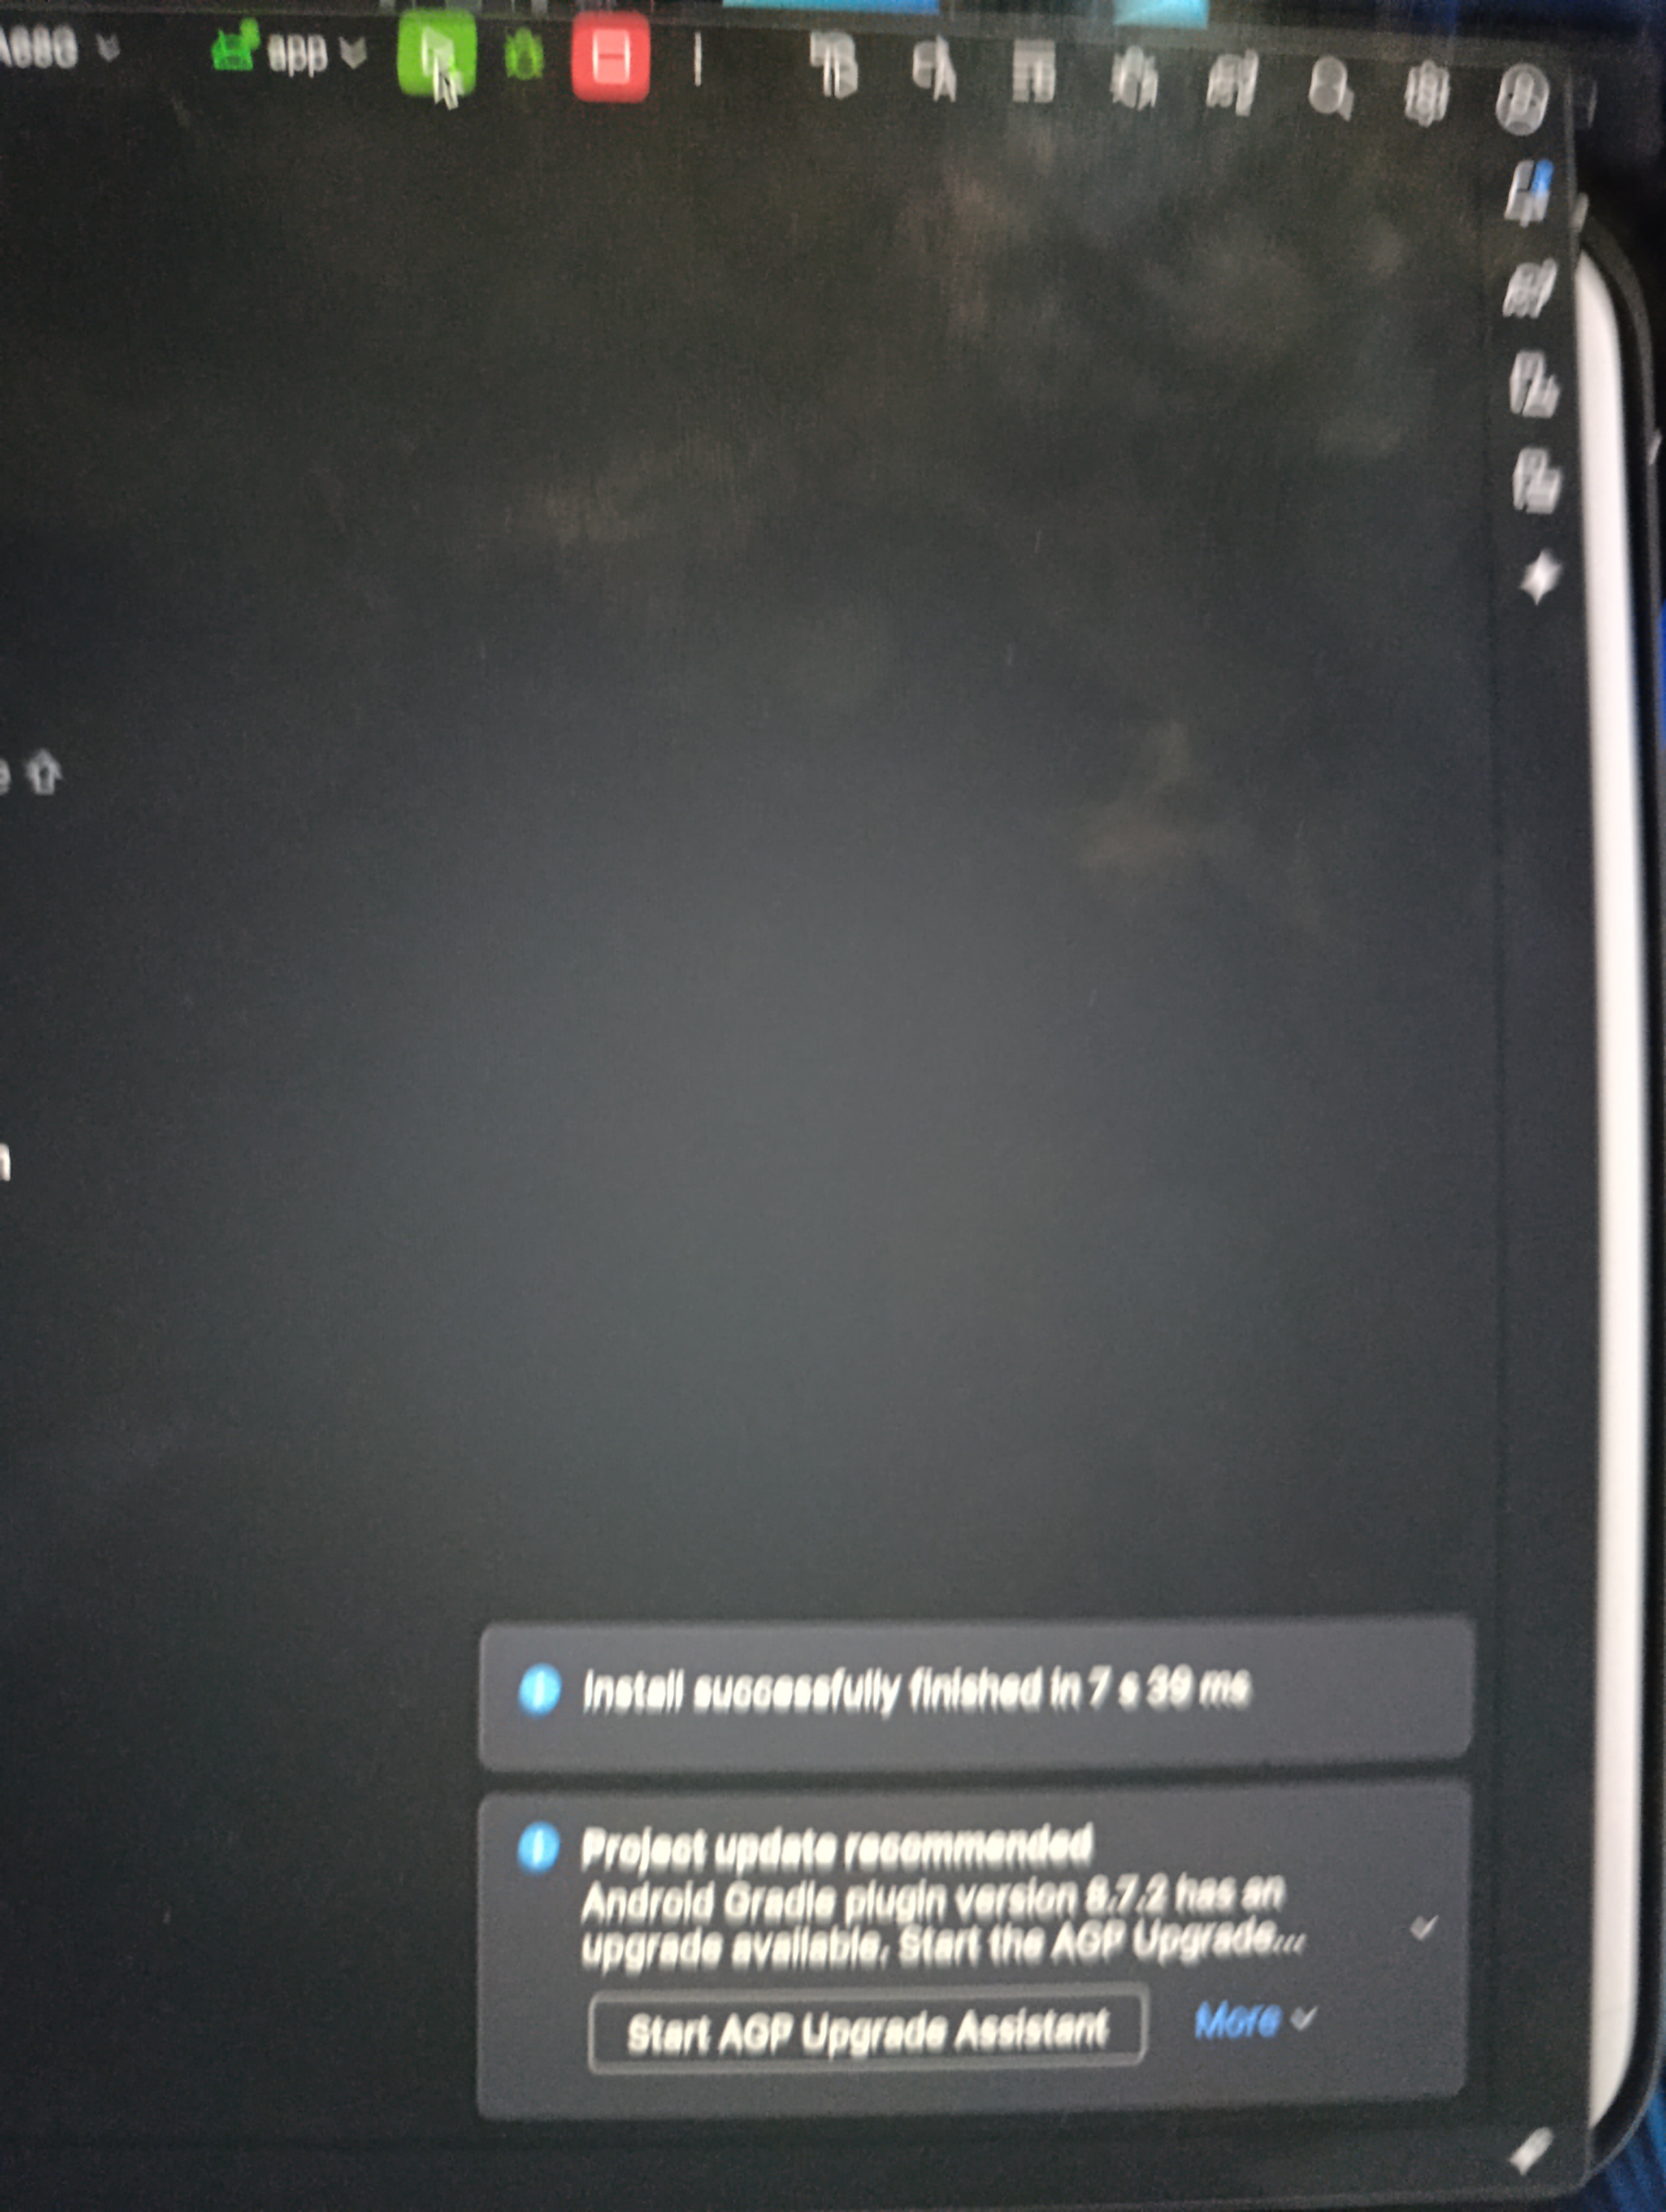 app
Install successfully finished in 7 s 39 ms
Project update recommended
Android Gradle plugin version 8.7.2 has an
upgrade available. Start the AGP Upgrade...
Start AGP Upgrade Assistant
More